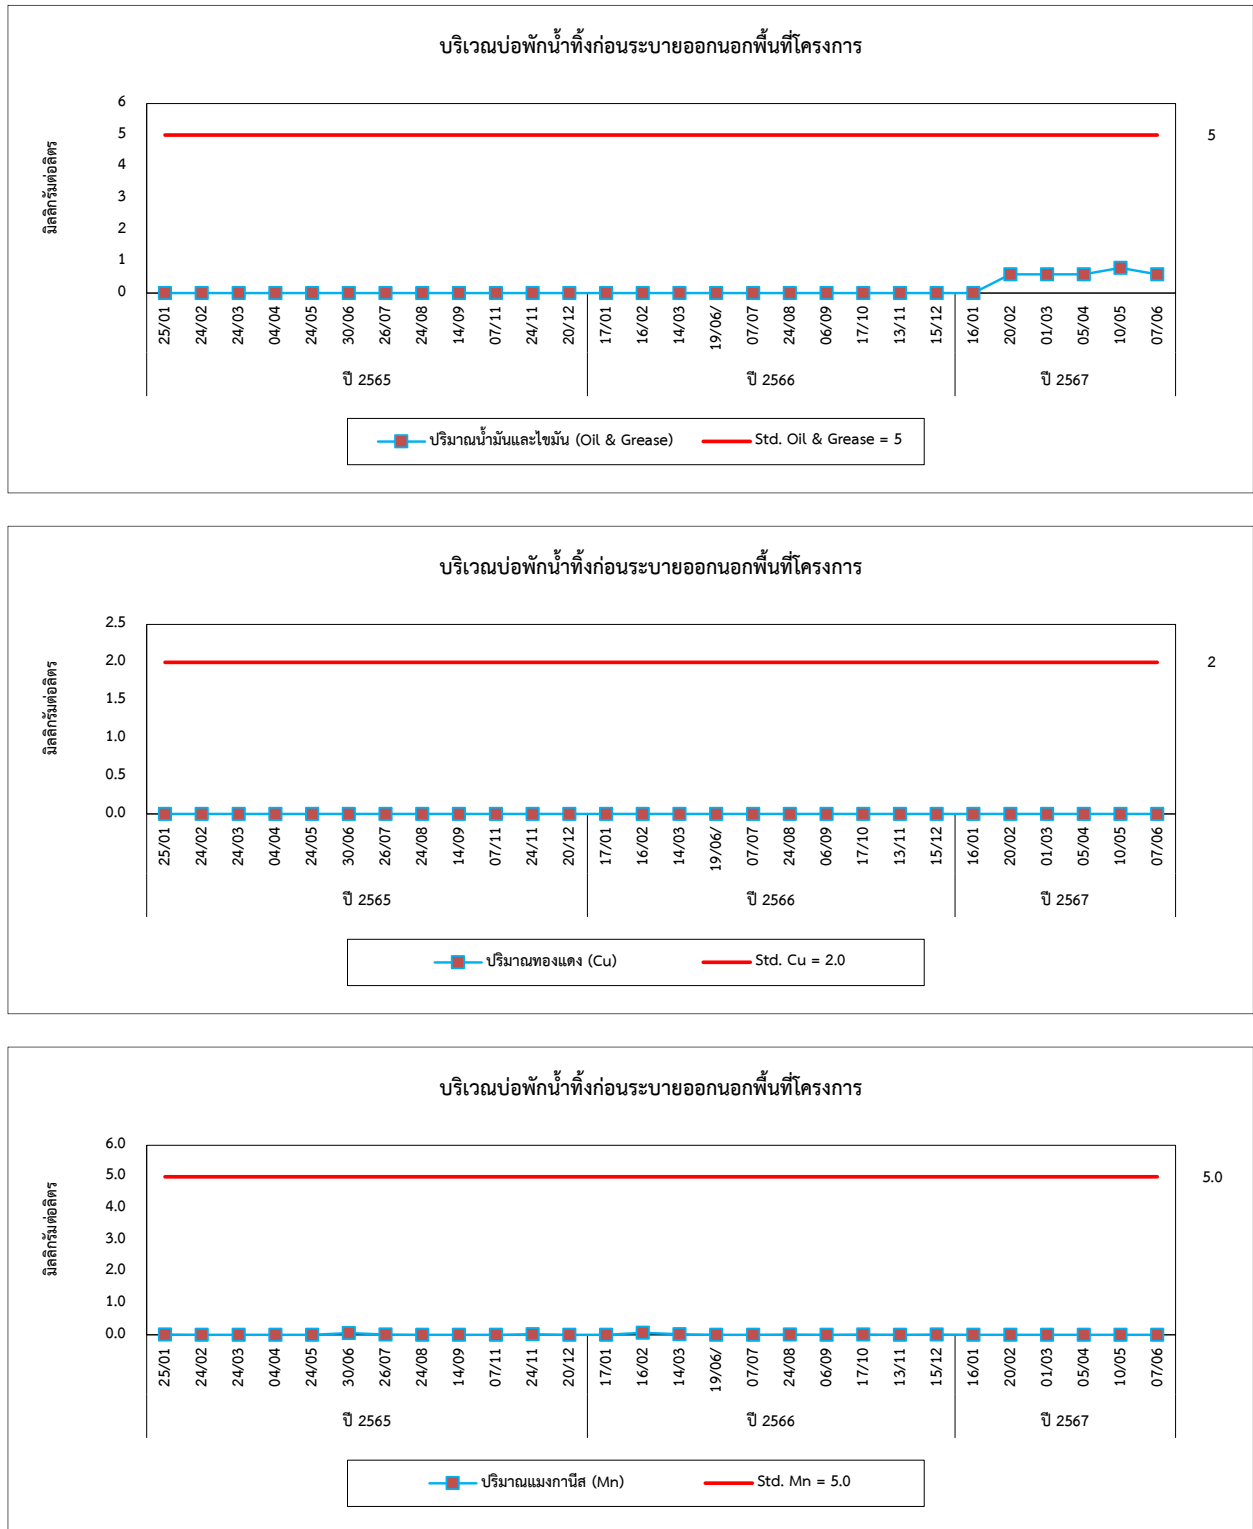 บริเวณบ่อพักน้ำทิ้งก่อนระบายออกนอกพื้นที่โครงการ
มิลลิกรัมต่อลิตร
6
5
4
3
2
1
0
5
25/01 24/02 24/03 04/04 24/05 30/06 26/07 24/08 14/09 07/11 24/11 20/12 17/01 16/02 14/03 19/06/ 07/07 24/08 06/09 17/10 13/11 15/12 16/01 20/02 01/03 05/04 10/05 07/06
ปี 2565 ปี 2566 ปี 2567
ปริมาณน้ำมันและไขมัน (Oil & Grease) Std. Oil & Grease = 5
บริเวณบ่อพักน้ำทิ้งก่อนระบายออกนอกพื้นที่โครงการ
มิลลิกรัมต่อลิตร
2.5
2.0
1.5
1.0
0.5
0.0
2
25/01 24/02 24/03 04/04 24/05 30/06 26/07 24/08 14/09 07/11 24/11 20/12 17/01 16/02 14/03 19/06/ 07/07 24/08 06/09 17/10 13/11 15/12 16/01 20/02 01/03 05/04 10/05 07/06
ปี 2565 ปี 2566 ปี 2567
ปริมาณทองแดง (Cu) Std. Cu = 2.0
บริเวณบ่อพักน้ำทิ้งก่อนระบายออกนอกพื้นที่โครงการ
มิลลิกรัมต่อลิตร
6.0
5.0
4.0
3.0
2.0
1.0
0.0
5.0
25/01 24/02 24/03 04/04 24/05 30/06 26/07 24/08 14/09 07/11 24/11 20/12 17/01 16/02 14/03 19/06/ 07/07 24/08 06/09 17/10 13/11 15/12 16/01 20/02 01/03 05/04 10/05 07/06
ปี 2565 ปี 2566 ปี 2567
ปริมาณแมงกานีส (Mn) Std. Mn = 5.0